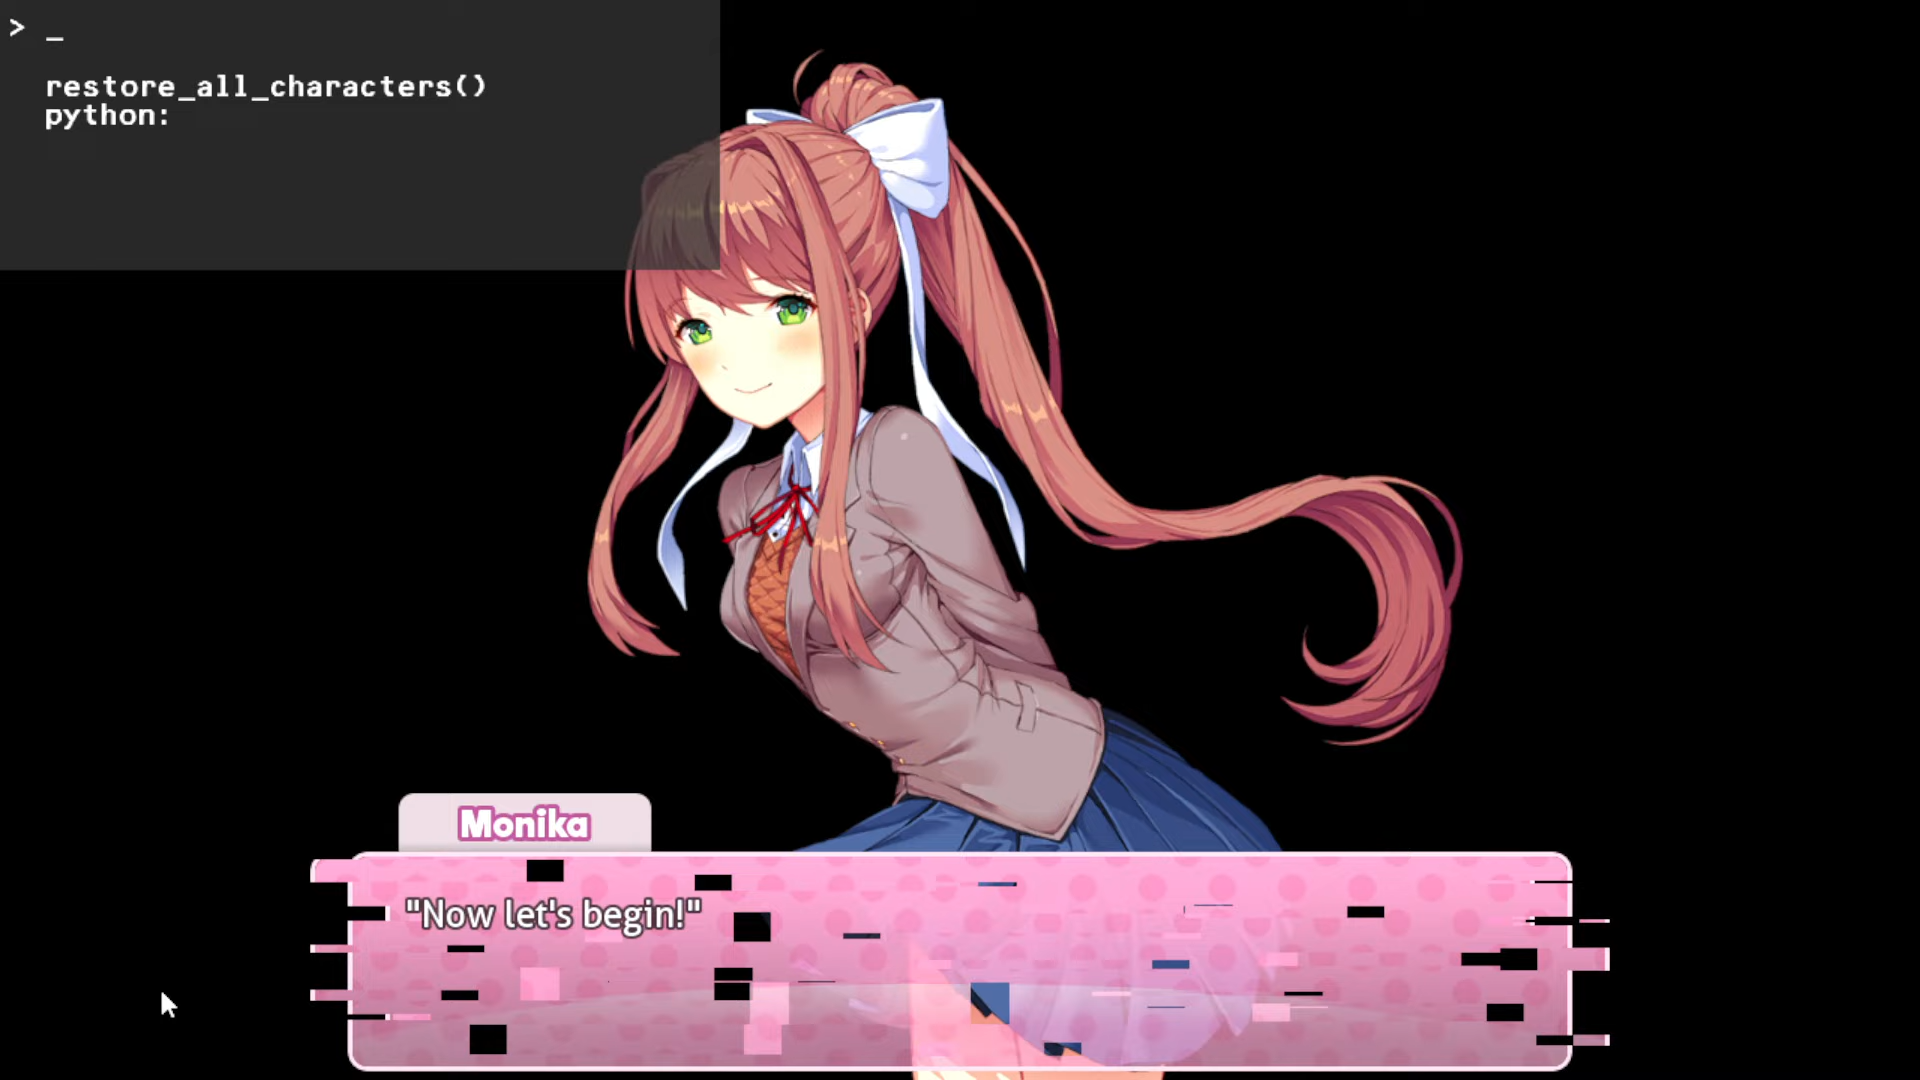 > _
restore_all_characters()
python:
Monika
"Now let's begin!"